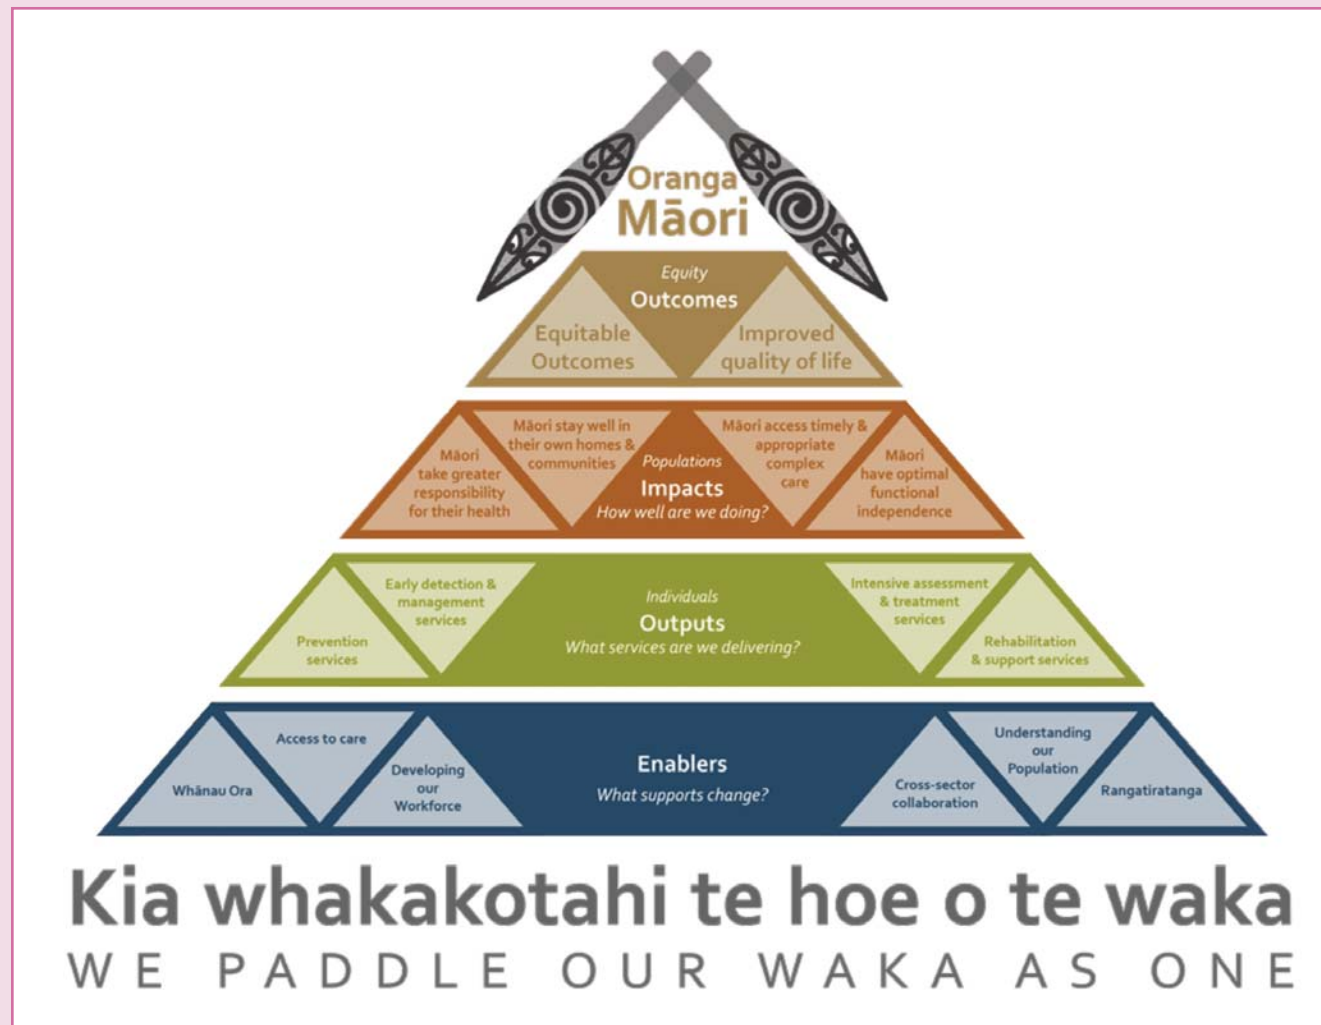 Oranga
Māori
Equity
Outcomes
Equitable
Outcomes
Improved
quality of life
Māori
take greater
responsibility
for their health
Māori stay well in
their own homes &
communities
Populations
Impacts
How well are we doing?
Māori access timely &
appropriate
complex
care
Māori
have optimal
functional
independence
Prevention
services
Early detection &
management
services
Individuals
Outputs
What services are we delivering?
Intensive assessment
& treatment
services
Rehabilitation
& support services
Whānau Ora
Access to care
Developing
our
Workforce
Enablers
What supports change?
Cross-sector
collaboration
Understanding
our
Population
Rangatiratanga
Kia whakakotahi te hoe o te waka
WE PADDLE OUR WAKA AS ONE